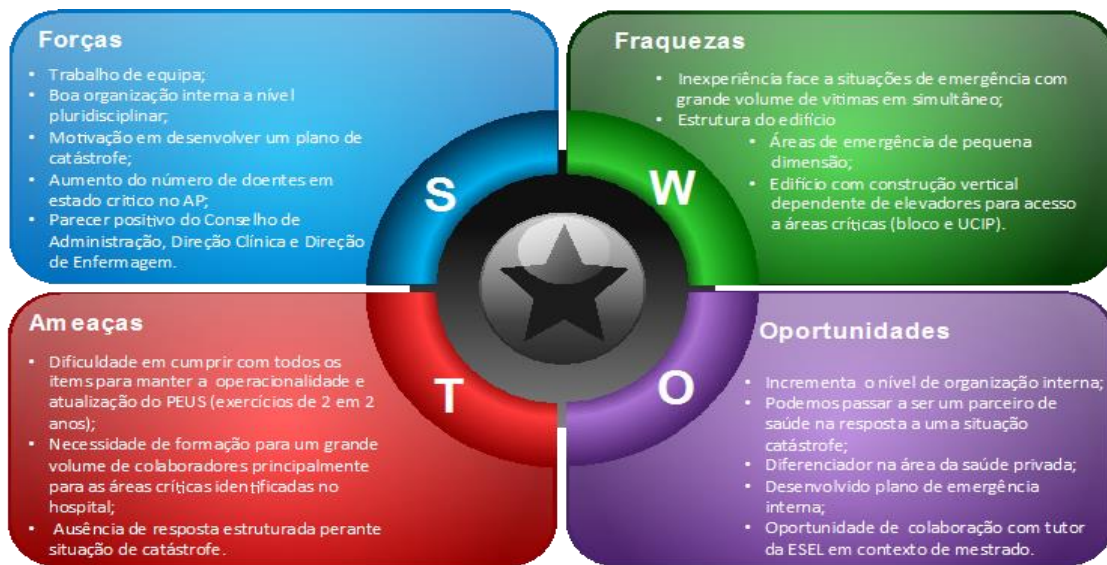 Forças
• Trabalho de equipa;
• Boa organização interna a nível
pluridisciplinar;
• Motivação em desenvolver um plano de
catástrofe;
• Aumento do número de doentes em
estado critico no AP;
• Parecer positivo do Conselho de
Administração, Direção Clínica e Direção
de Enfermagem.
S
Fraquezas
• Inexperiência face a situações de emergência com
grande volume de vitimas em simultâneo;
• Estrutura do edifício
• Áreas de emergência de pequena
dimensão;
• Edifício com construção vertical
dependente de elevadores para acesso
a áreas criticas (bloco e UCIP).
W
Ameaças
• Dificuldade em cumprir com todos os
items para manter a operacionalidade e
atualização do PEUS (exercícios de 2 em 2
anos);
• Necessidade de formação para um grande
volume de colaboradores principalmente
para as áreas críticas identificadas no
hospital;
• Ausência de resposta estruturada perante
situação de catástrofe.
T
Oportunidades
• Incrementa o nível de organização interna;
• Podemos passar a ser um parceiro de
saúde na resposta a uma situação
catástrofe;
• Diferenciador na área da saúde privada;
• Desenvolvido plano de emergência
interna;
• Oportunidade de colaboração com tutor
da ESEL em contexto de mestrado.
O